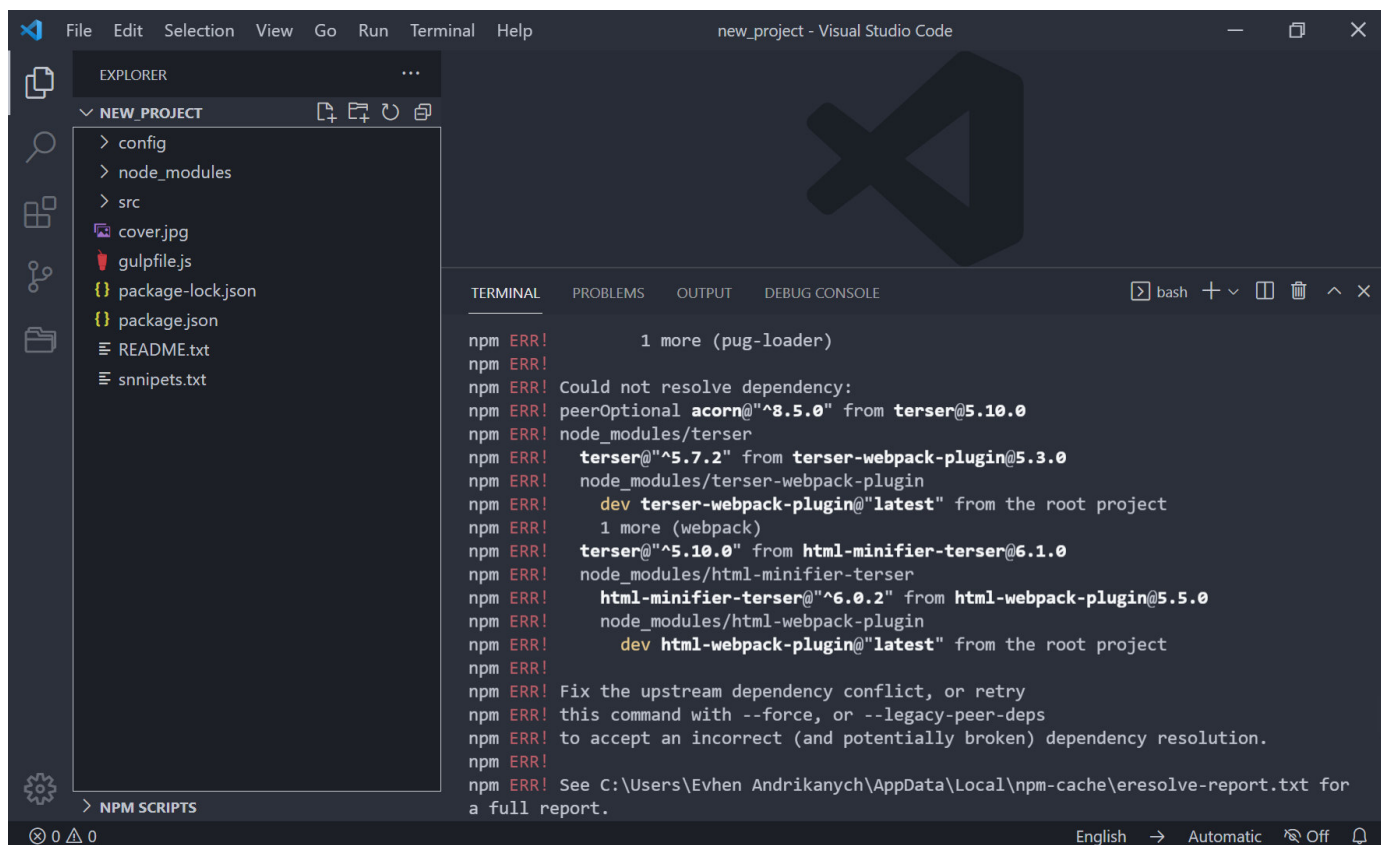 File Edit Selection View Go Run Terminal Help new_project - Visual Studio Code
EXPLORER
NEW_PROJECT
config
node_modules
src
cover.jpg
gulpfile.js
package-lock.json
package.json
README.txt
snnipets.txt
NPM SCRIPTS
TERMINAL PROBLEMS OUTPUT DEBUG CONSOLE bash
npm ERR! 1 more (pug-loader)
npm ERR!
npm ERR! Could not resolve dependency:
npm ERR! peerOptional acorn@"^8.5.0" from terser@5.10.0
npm ERR! node_modules/terser
npm ERR! terser@"^5.7.2" from terser-webpack-plugin@5.3.0
npm ERR! node_modules/terser-webpack-plugin
npm ERR! dev terser-webpack-plugin@"latest" from the root project
npm ERR! 1 more (webpack)
npm ERR! terser@"^5.10.0" from html-minifier-terser@6.1.0
npm ERR! node_modules/html-minifier-terser
npm ERR! html-minifier-terser@"^6.0.2" from html-webpack-plugin@5.5.0
npm ERR! node_modules/html-webpack-plugin
npm ERR! dev html-webpack-plugin@"latest" from the root project
npm ERR!
npm ERR! Fix the upstream dependency conflict, or retry
npm ERR! this command with --force, or --legacy-peer-deps
npm ERR! to accept an incorrect (and potentially broken) dependency resolution.
npm ERR!
npm ERR! See C:\Users\Evhen Andrikanych\AppData\Local\npm-cache\eresolve-report.txt for
a full report.
0 0 English → Automatic Off